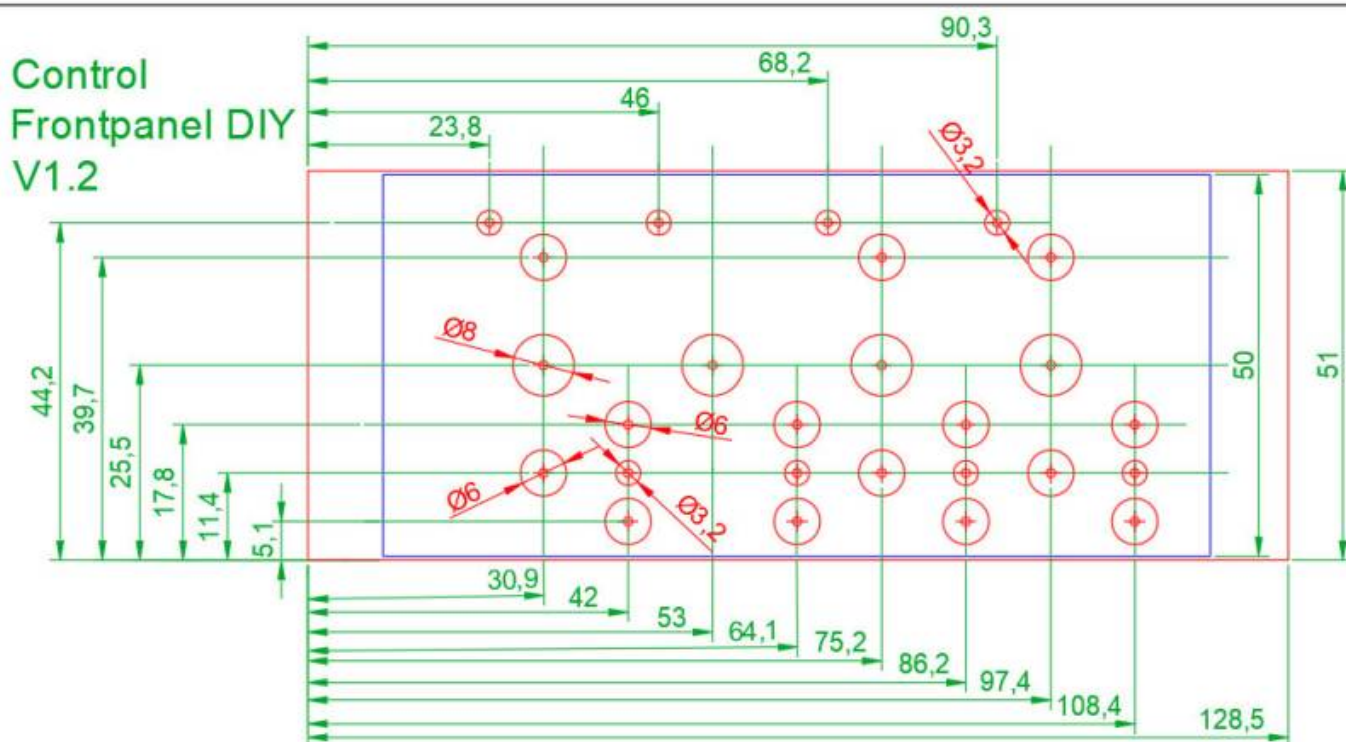 Control
Frontpanel DIY
V1.2
90,3
68,2
46
23,8
Ø3,2
Ø8
Ø6
Ø6
Ø3,2
44,2
39,7
25,5
17,8
11,4
5,1
50
51
30,9
42
53
64,1
75,2
86,2
97,4
108,4
128,5